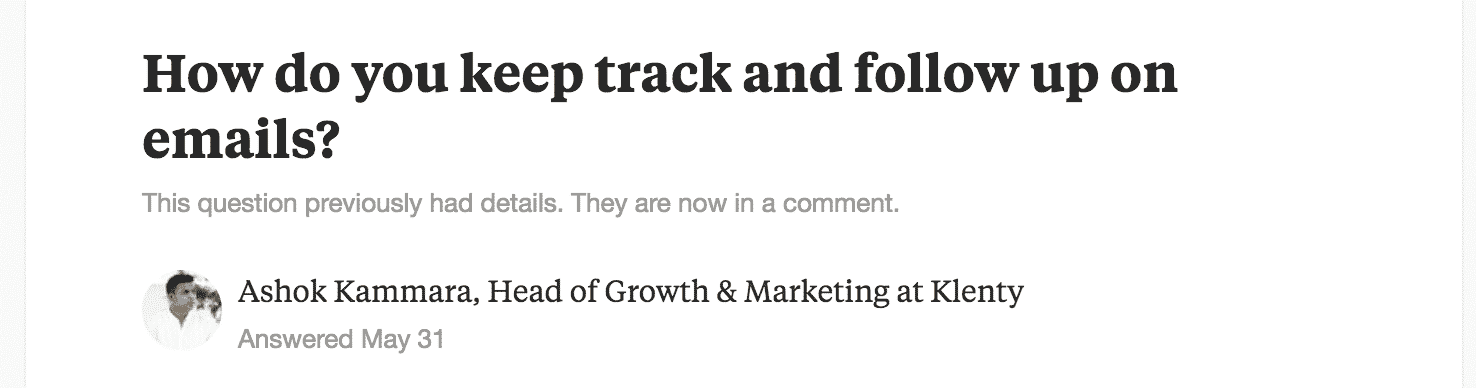 How do you keep track and follow up on
emails?
This question previously had details. They are now in a comment.
Ashok Kammara, Head of Growth & Marketing at Klenty
Answered May 31